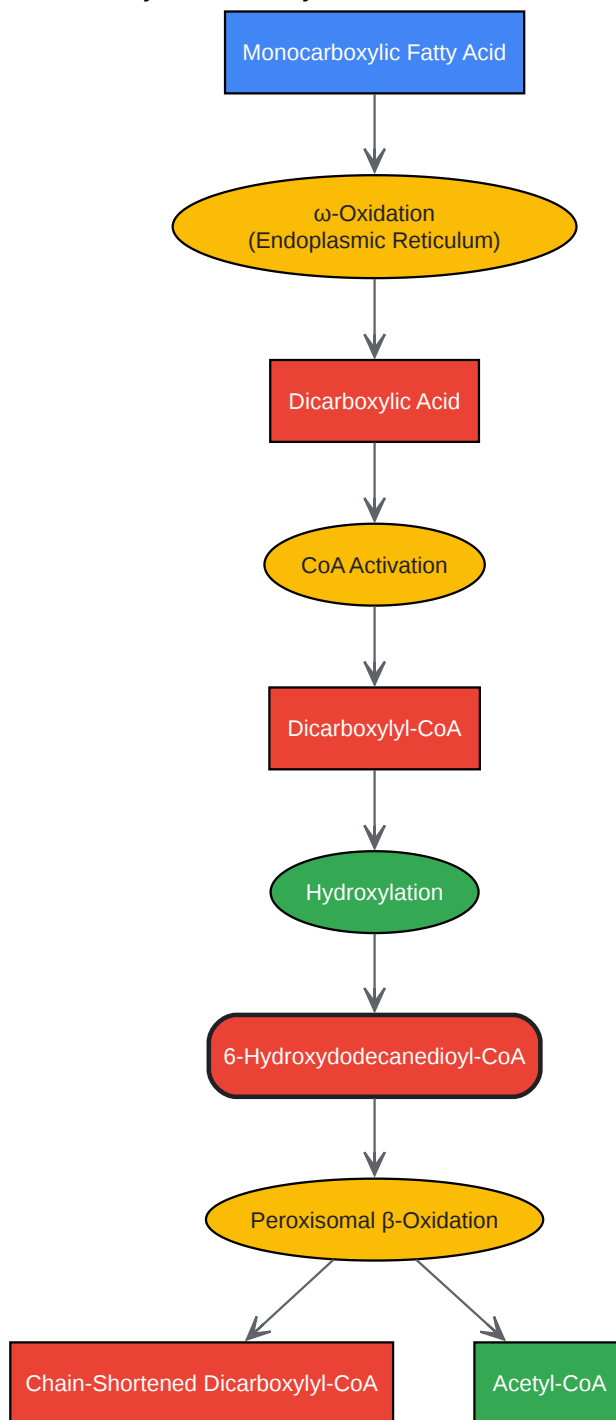 Monocarboxylic Fatty Acid
ω-Oxidation
(Endoplasmic Reticulum)
Dicarboxylic Acid
CoA Activation
Dicarboxylyl-CoA
Hydroxylation
6-Hydroxydodecanedioyl-CoA
Peroxisomal β-Oxidation
Chain-Shortened Dicarboxylyl-CoA
Acetyl-CoA